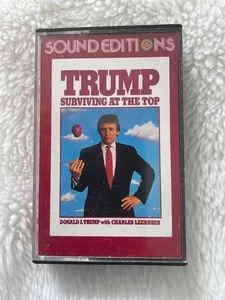 SOUND EDITIONS
TRUMP
SURVIVING AT THE TOP
DONALD J. TRUMP with CHARLES LEERHSEN